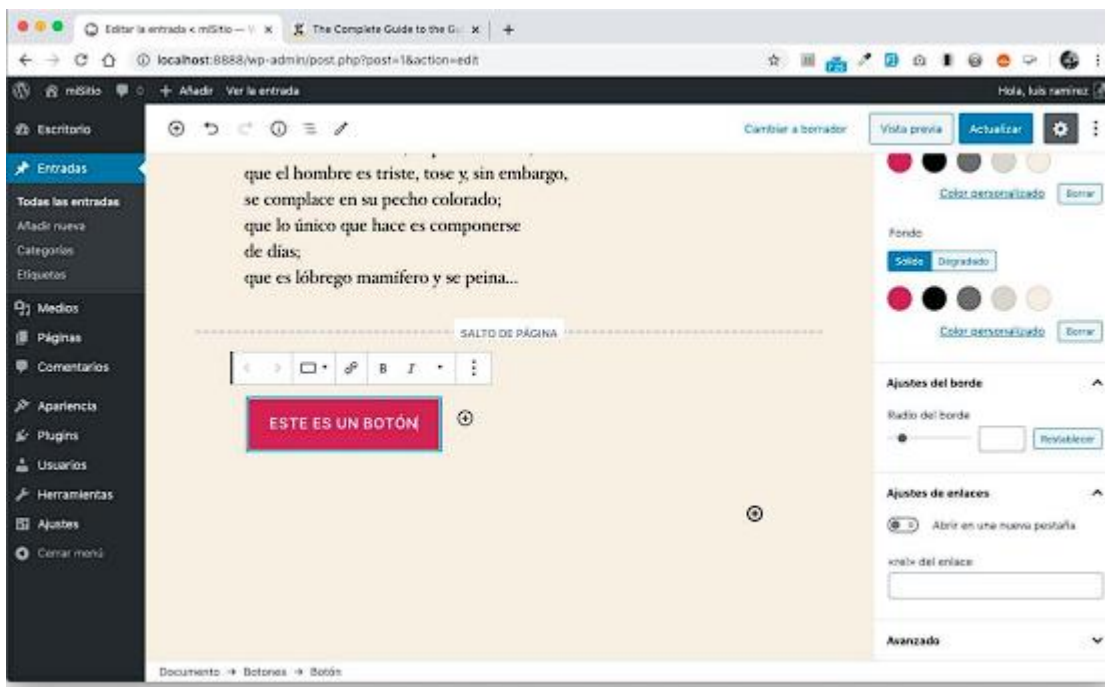 Editar la entrada ‹ miSitio —
The Complete Guide to the Gu
localhost:8888/wp-admin/post.php?post=1&action=edit
miSitio 0 + Añadir Ver la entrada
Hola, luis ramirez
Escritorio
Cambiar a borrador
Vista previa
Actualizar
Entradas
Todas las entradas
Añadir nueva
Categorías
Etiquetas
Medios
Páginas
Comentarios
Apariencia
Plugins
Usuarios
Herramientas
Ajustes
Cerrar menú
que el hombre es triste, tose y, sin embargo,
se complace en su pecho colorado;
que lo único que hace es componerse
de días;
que es lóbrego mamífero y se peina...
SALTO DE PÁGINA
B I
ESTE ES UN BOTÓN
Color personalizado Borrar
Fondo
Sólido Degradado
Color personalizado Borrar
Ajustes del borde
Radio del borde
Restablecer
Ajustes de enlaces
Abrir en una nueva pestaña
«rel» del enlace
Avanzado
Documento → Botones → Botón